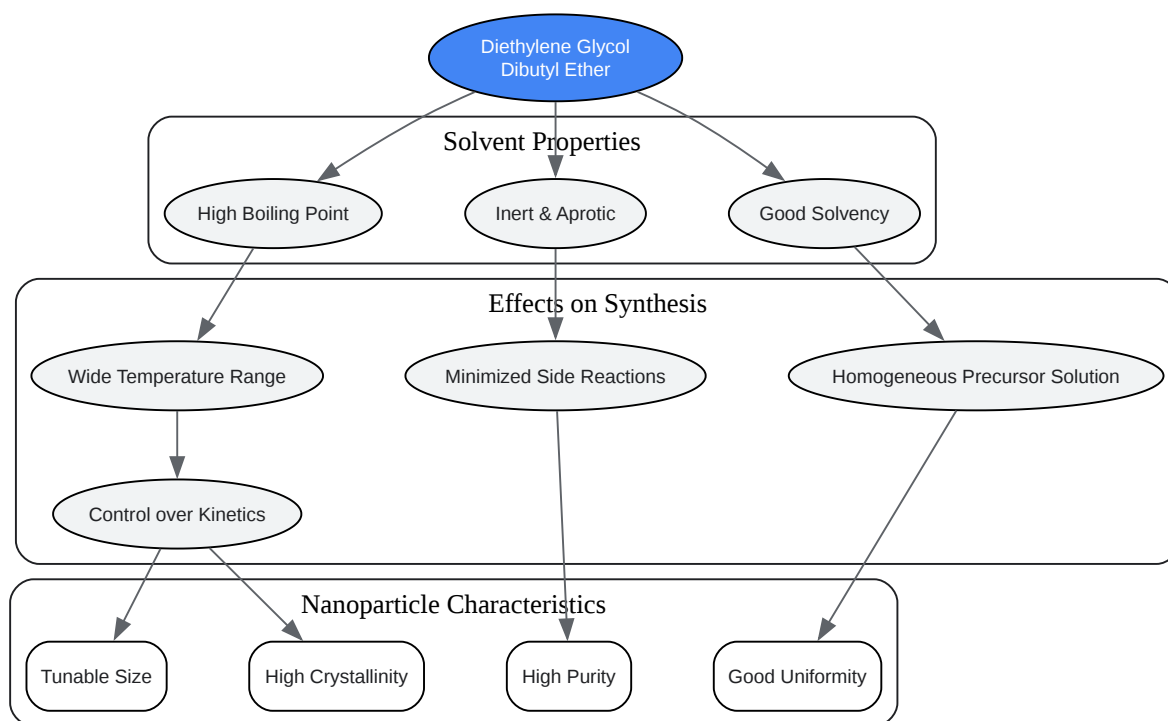 Diethylene Glycol
Dibutyl Ether
Solvent Properties
High Boiling Point
Inert & Aprotic
Good Solvency
Effects on Synthesis
Wide Temperature Range
Minimized Side Reactions
Homogeneous Precursor Solution
Control over Kinetics
Nanoparticle Characteristics
Tunable Size
High Crystallinity
High Purity
Good Uniformity